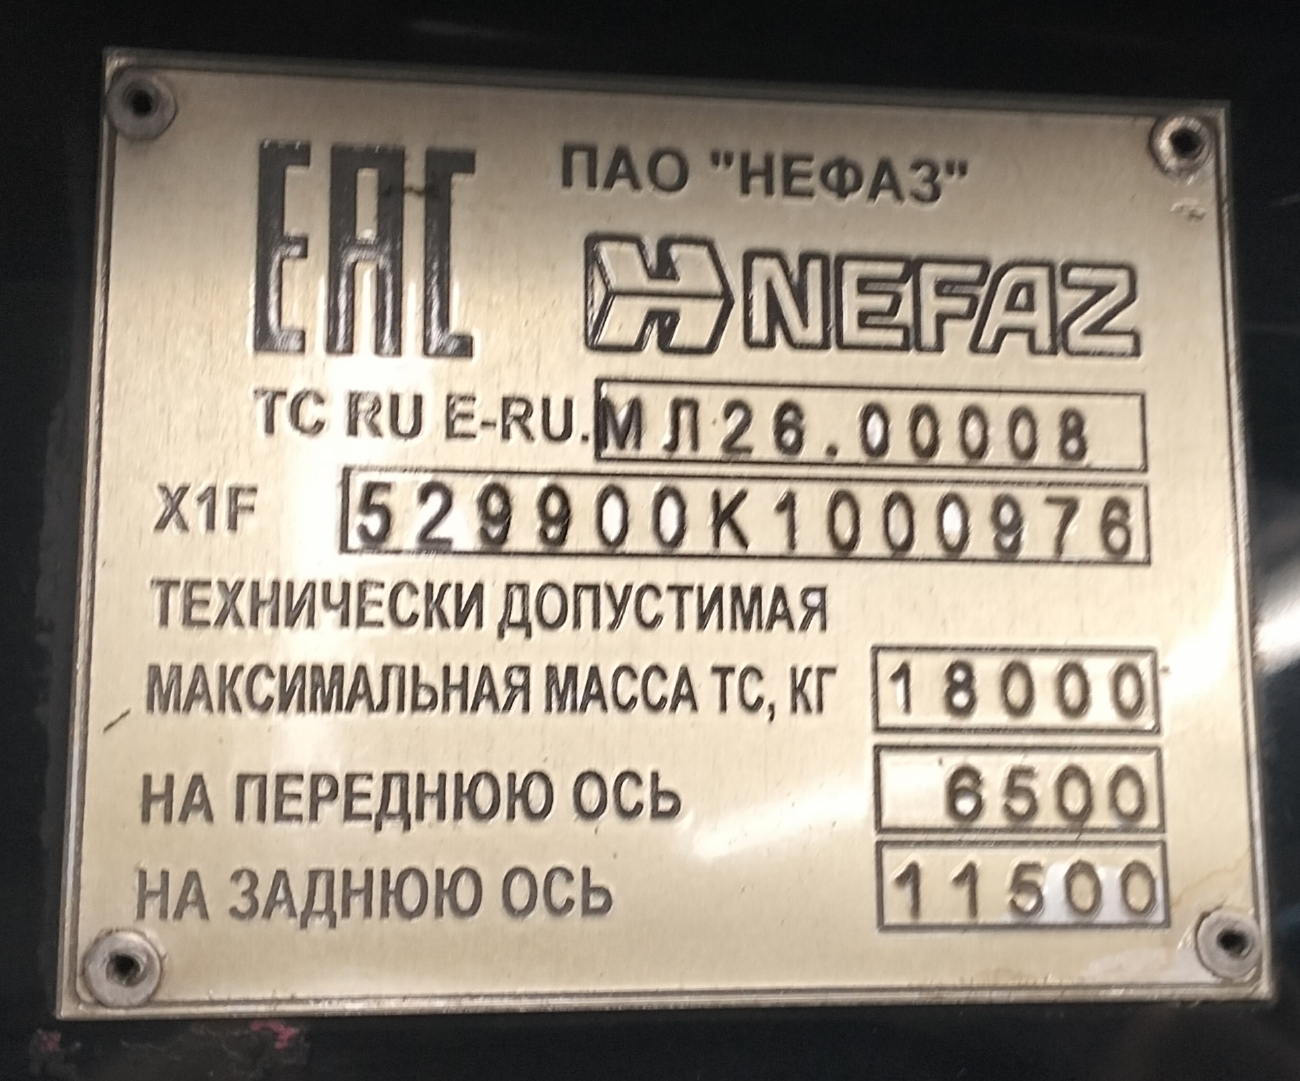 ЕАС
ПАО "НЕФАЗ"
NEFAZ
ТС RU E-RU.МЛ26.00008
X1F 529900K1000976
ТЕХНИЧЕСКИ ДОПУСТИМАЯ
МАКСИМАЛЬНАЯ МАССА ТС, КГ 18000
НА ПЕРЕДНЮЮ ОСЬ 6500
НА ЗАДНЮЮ ОСЬ 11500